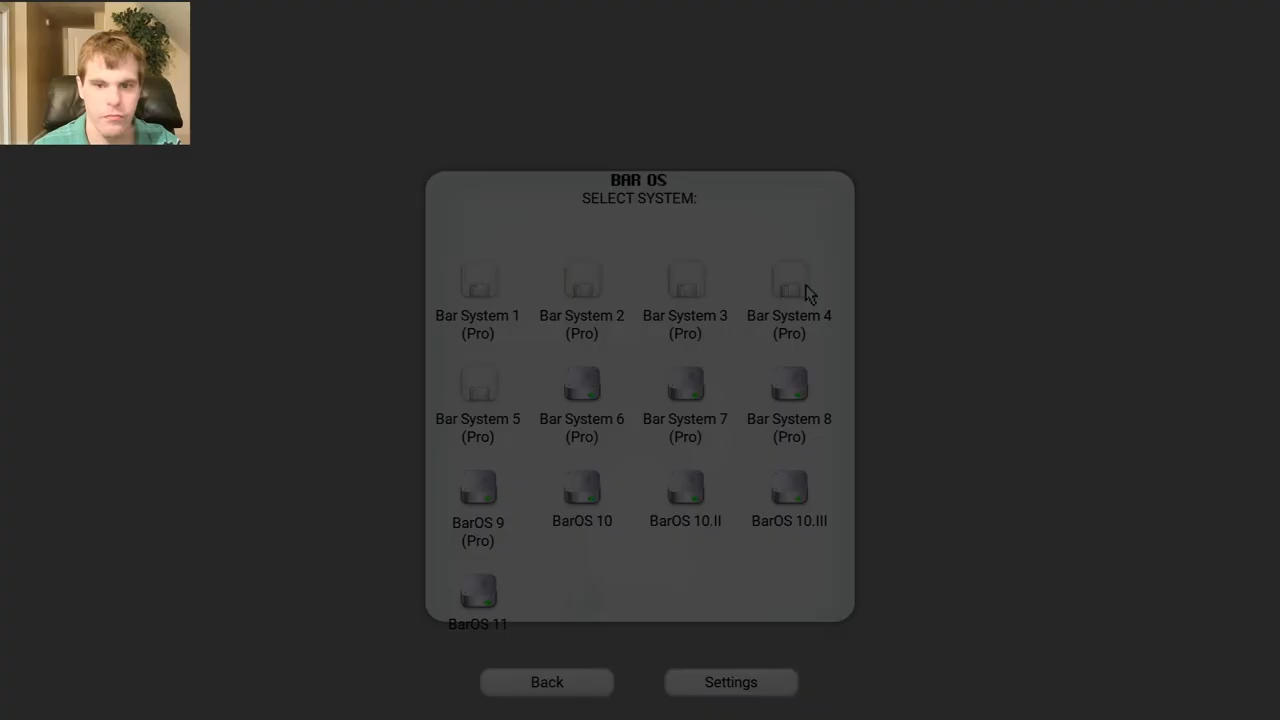 BAR OS
SELECT SYSTEM:
Bar System 1
(Pro)
Bar System 2
(Pro)
Bar System 3
(Pro)
Bar System 4
(Pro)
Bar System 5
(Pro)
Bar System 6
(Pro)
Bar System 7
(Pro)
Bar System 8
(Pro)
BarOS 9
(Pro)
BarOS 10
BarOS 10.II
BarOS 10.III
BarOS 11
Back
Settings